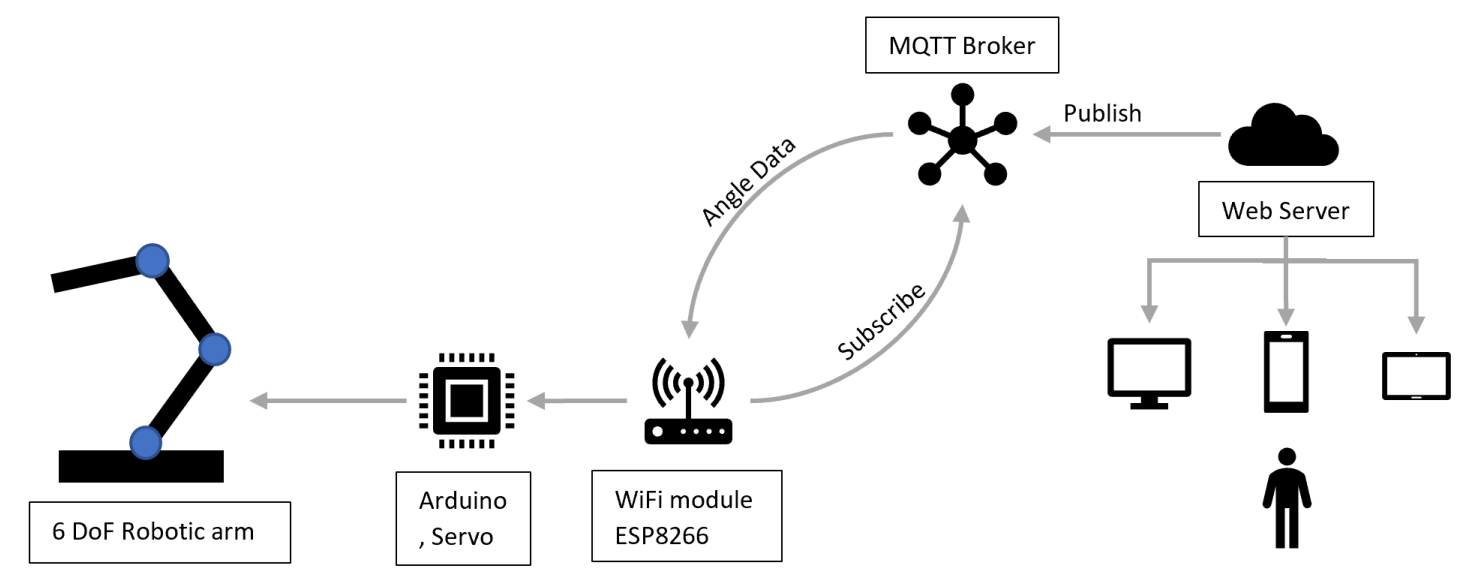 MQTT Broker
Publish
Angle Data
Web Server
Subscribe
Arduino
, Servo
WiFi module
ESP8266
6 DoF Robotic arm